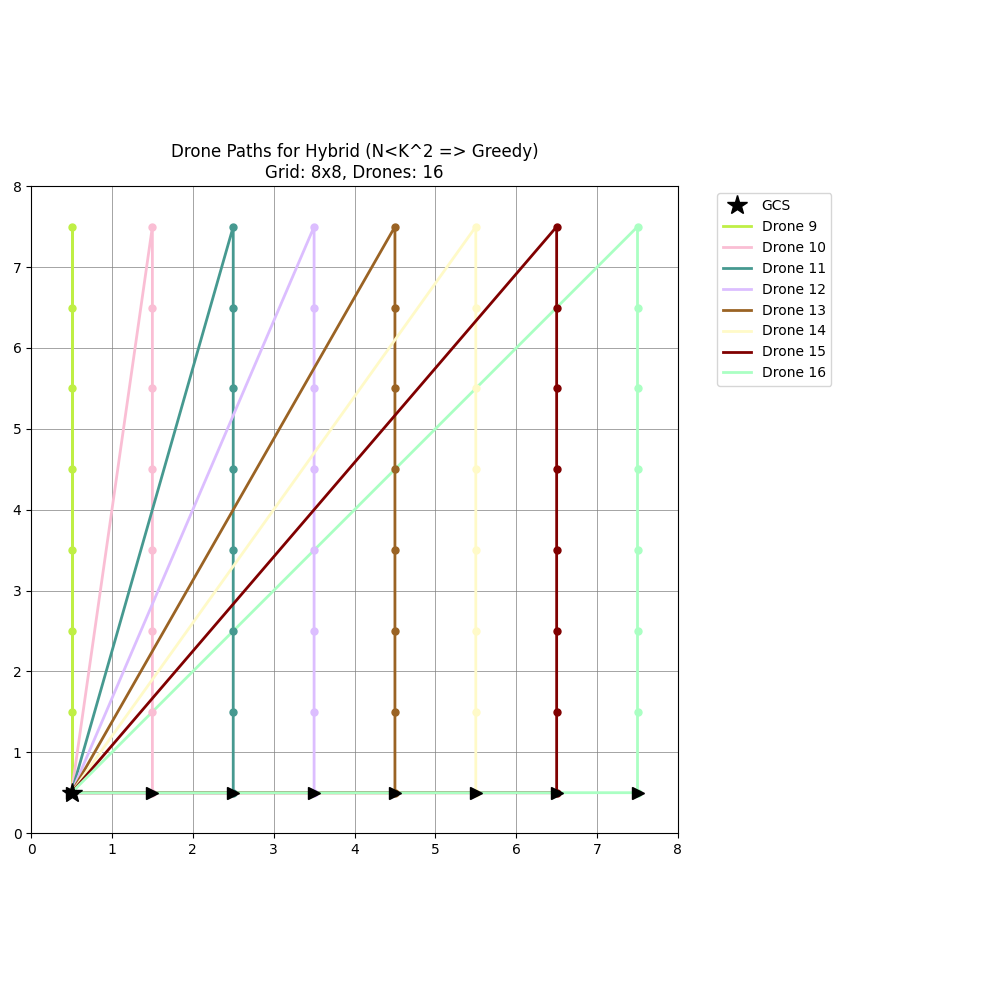 Drone Paths for Hybrid (N<K^2 => Greedy)
Grid: 8x8, Drones: 16
GCS
Drone 9
Drone 10
Drone 11
Drone 12
Drone 13
Drone 14
Drone 15
Drone 16
8
7
6
5
4
3
2
1
0
0 1 2 3 4 5 6 7 8